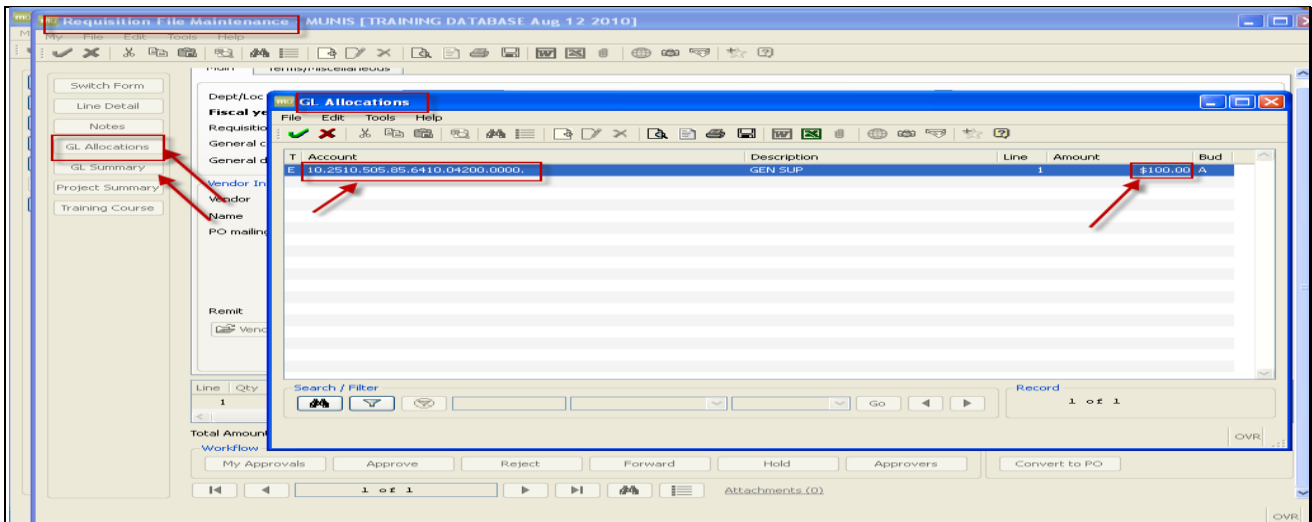 Requisition File Maintenance MUNIS [TRAINING DATABASE Aug 12 2010]
My File Edit Tools Help
Main Terms/Miscellaneous
Switch Form
Line Detail
Notes
GL Allocations
GL Summary
Project Summary
Training Course
Dept/Loc
Fiscal ye
Requisitio
General c
General d
Vendor In
Vendor
Name
PO mailing
Remit
Vend
GL Allocations
File Edit Tools Help
T Account Description Line Amount Bud
E 10.2510.505.85.6410.04200.0000. GEN SUP 1 $100.00 A
Search / Filter
Go
Record
1 of 1
OVR
Line Qty
1
Total Amount
Workflow
My Approvals Approve Reject Forward Hold Approvers Convert to PO
1 of 1 Attachments (0)
OVR